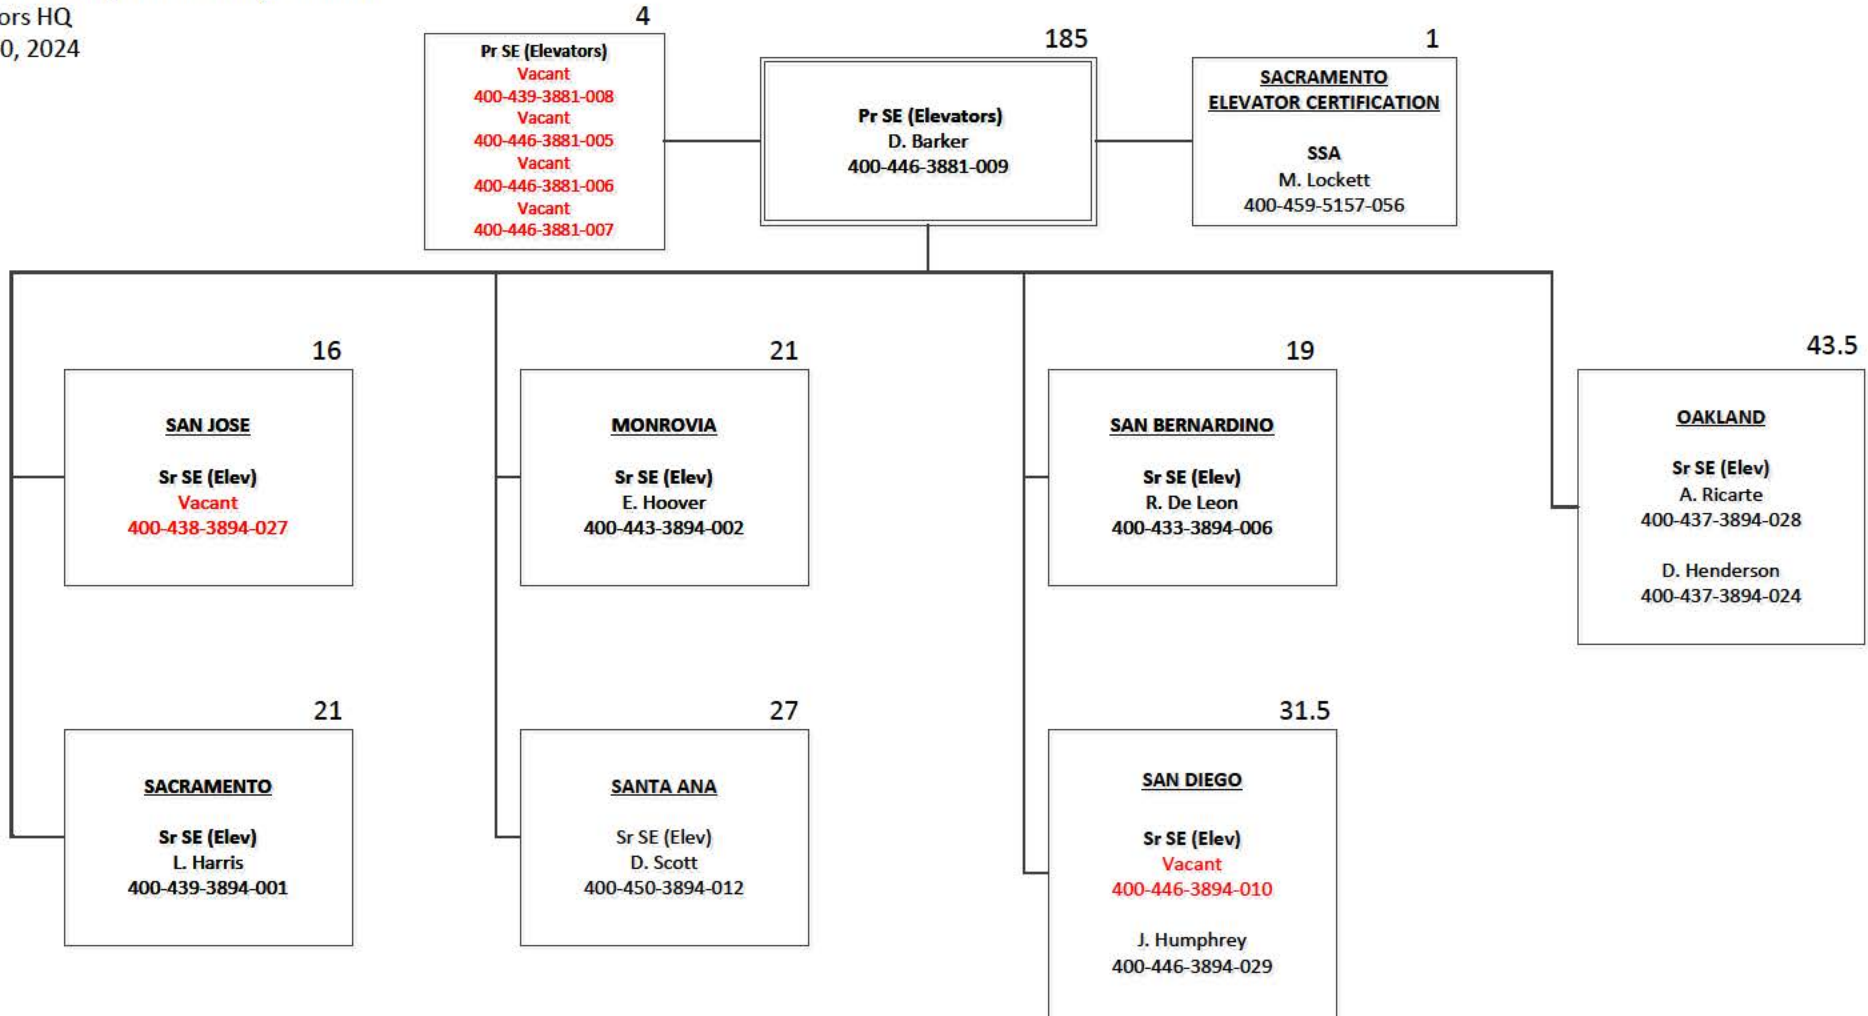 ors HQ
0, 2024
4
Pr SE (Elevators)
Vacant
400-439-3881-008
Vacant
400-446-3881-005
Vacant
400-446-3881-006
Vacant
400-446-3881-007
185
Pr SE (Elevators)
D. Barker
400-446-3881-009
1
SACRAMENTO
ELEVATOR CERTIFICATION
SSA
M. Lockett
400-459-5157-056
16
SAN JOSE
Sr SE (Elev)
Vacant
400-438-3894-027
21
MONROVIA
Sr SE (Elev)
E. Hoover
400-443-3894-002
19
SAN BERNARDINO
Sr SE (Elev)
R. De Leon
400-433-3894-006
43.5
OAKLAND
Sr SE (Elev)
A. Ricarte
400-437-3894-028
D. Henderson
400-437-3894-024
21
SACRAMENTO
Sr SE (Elev)
L. Harris
400-439-3894-001
27
SANTA ANA
Sr SE (Elev)
D. Scott
400-450-3894-012
31.5
SAN DIEGO
Sr SE (Elev)
Vacant
400-446-3894-010
J. Humphrey
400-446-3894-029